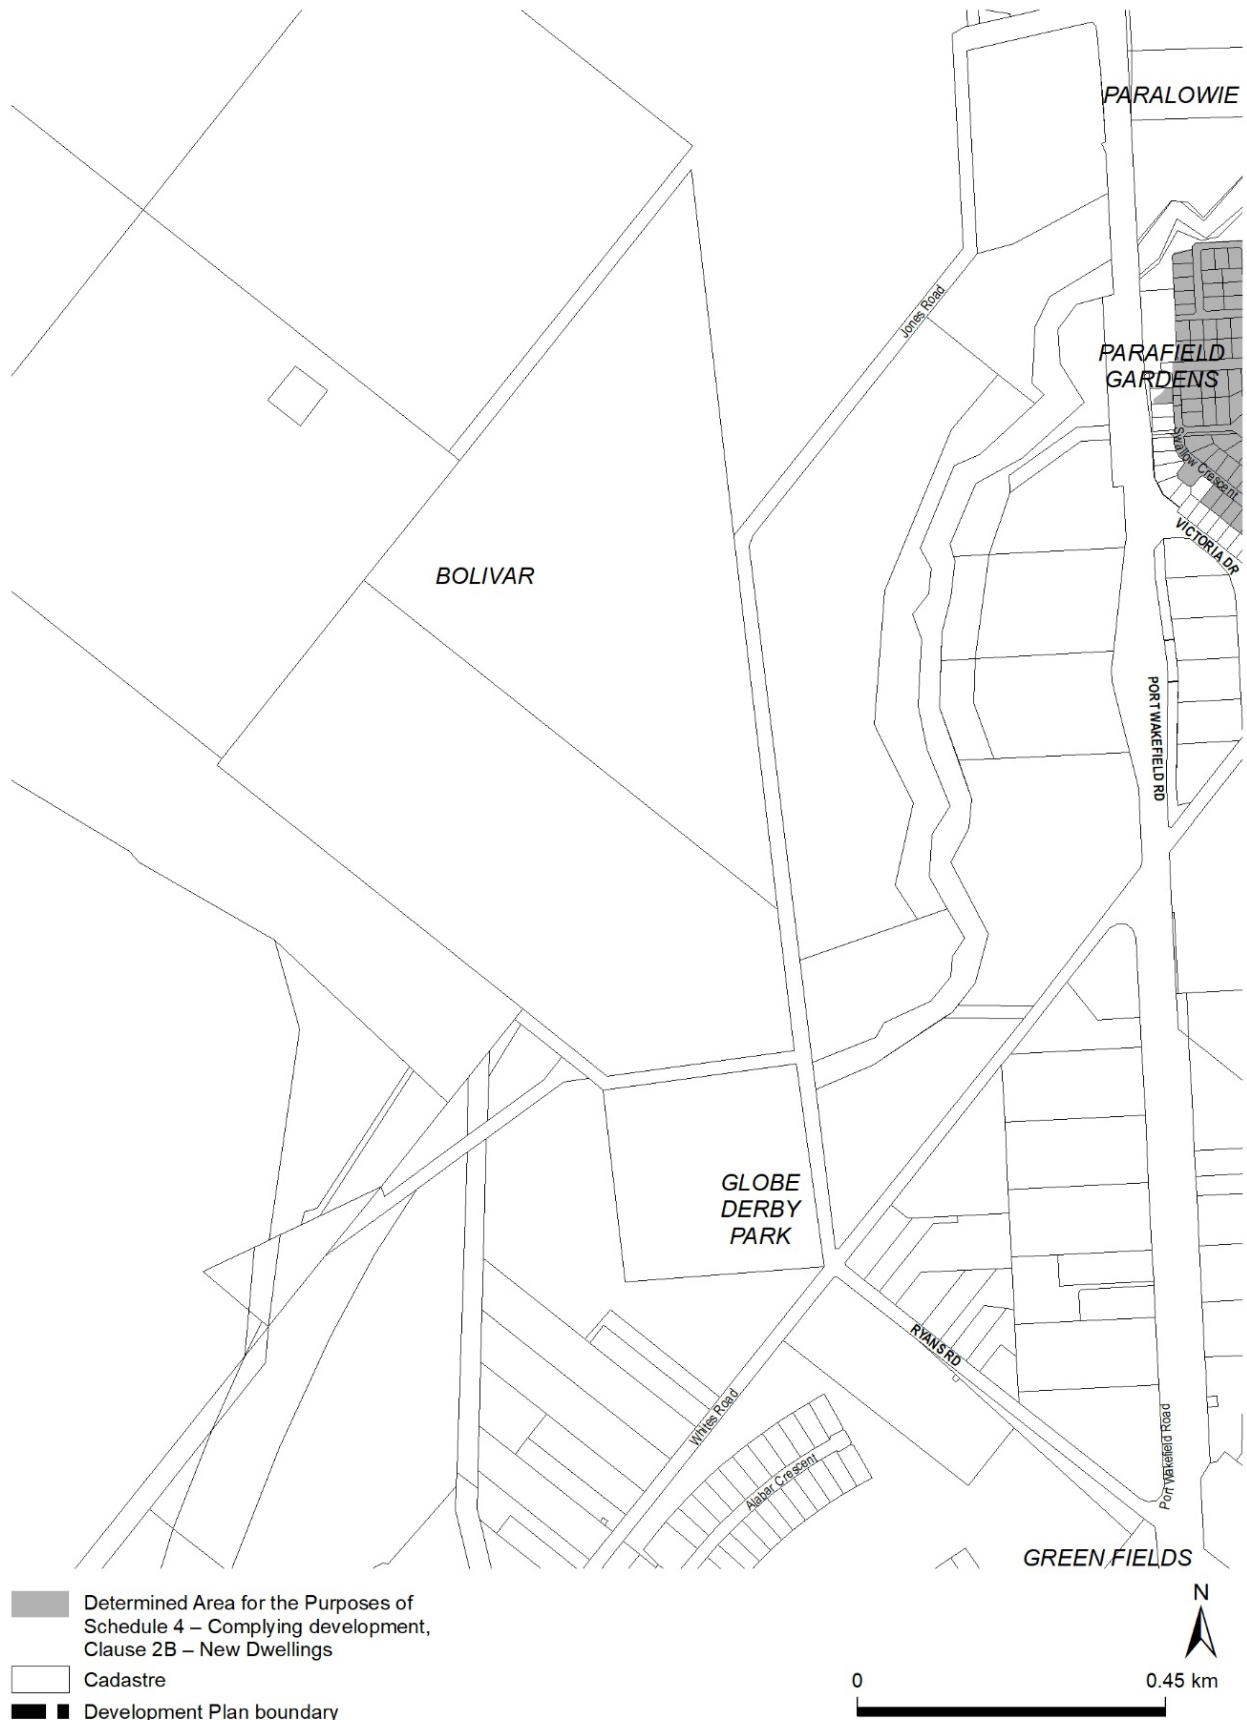 PARALOWIE
Jones Road
PARAFIELD
GARDENS
Swallow Crescent
VICTORIA DR
BOLIVAR
PORT WAKEFIELD RD
GLOBE
DERBY
PARK
RYANS RD
Whites Road
Alabar Crescent
Port Wakefield Road
GREEN FIELDS
Determined Area for the Purposes of
Schedule 4 – Complying development,
Clause 2B – New Dwellings
Cadastre
Development Plan boundary
N
0 0.45 km